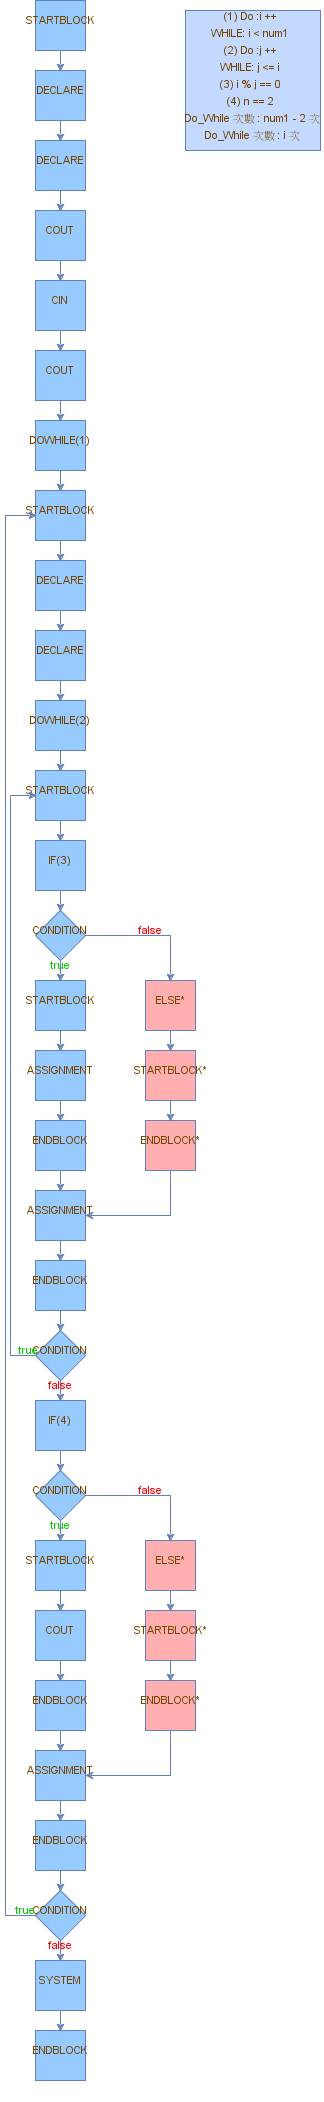 STARTBLOCK
(1) Do :i ++
WHILE: i < num1
(2) Do :j ++
WHILE: j <= i
(3) i % j == 0
(4) n == 2
Do_While 次數 : num1 - 2 次
Do_While 次數 : i 次
DECLARE
DECLARE
COUT
CIN
COUT
DOWHILE(1)
STARTBLOCK
DECLARE
DECLARE
DOWHILE(2)
STARTBLOCK
IF(3)
CONDITION
false
true
STARTBLOCK
ELSE*
ASSIGNMENT
STARTBLOCK*
ENDBLOCK
ENDBLOCK*
ASSIGNMENT
ENDBLOCK
true
CONDITION
false
IF(4)
CONDITION
false
true
STARTBLOCK
ELSE*
COUT
STARTBLOCK*
ENDBLOCK
ENDBLOCK*
ASSIGNMENT
ENDBLOCK
true
CONDITION
false
SYSTEM
ENDBLOCK